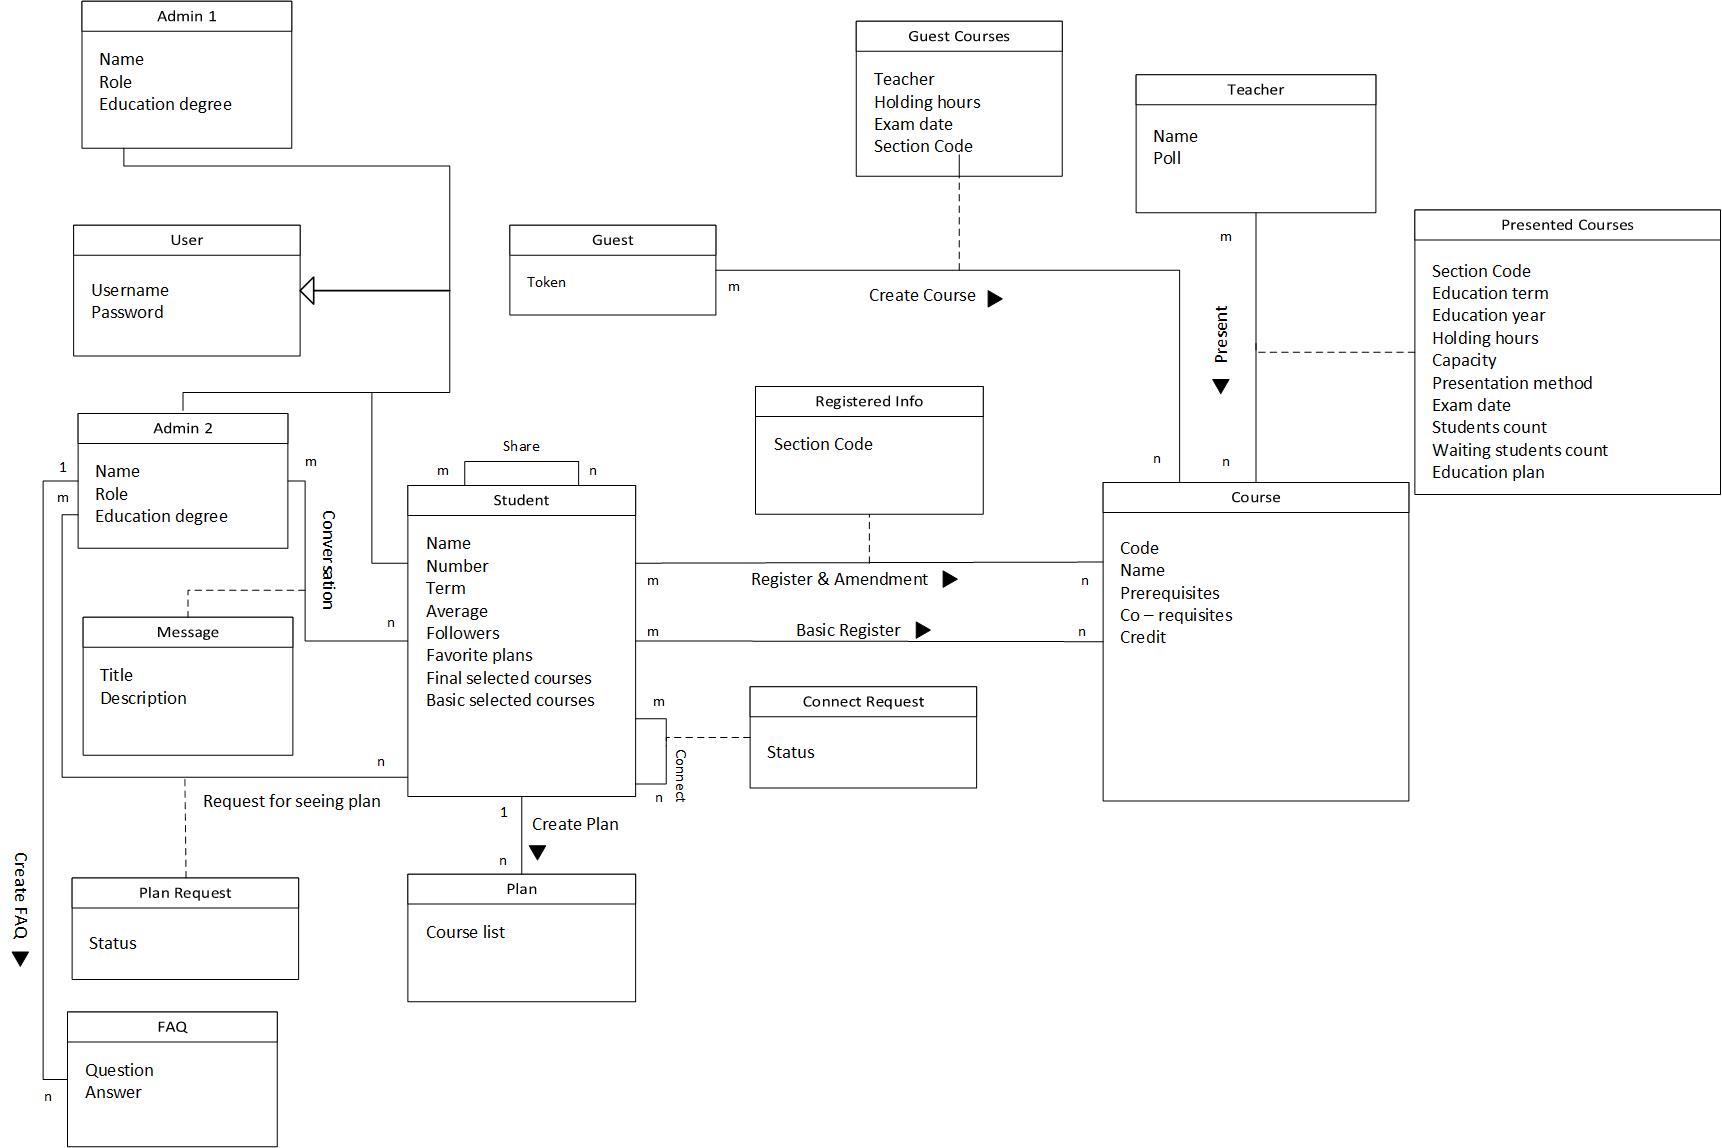 Admin 1
Name
Role
Education degree
Guest Courses
Teacher
Holding hours
Exam date
Section Code
Teacher
Name
Poll
User
Username
Password
Guest
Token
m
Create Course
n
m
Present
n
Presented Courses
Section Code
Education term
Education year
Holding hours
Capacity
Presentation method
Exam date
Students count
Waiting students count
Education plan
Registered Info
Section Code
Admin 2
Name
Role
Education degree
1
m
m
Conversation
n
Share
m
n
Student
Name
Number
Term
Average
Followers
Favorite plans
Final selected courses
Basic selected courses
m
Register & Amendment
n
m
Basic Register
n
Course
Code
Name
Prerequisites
Co – requisites
Credit
Message
Title
Description
m
Connect
n
Connect Request
Status
n
Request for seeing plan
1
Create Plan
n
Create FAQ
Plan Request
Status
Plan
Course list
FAQ
Question
Answer
n